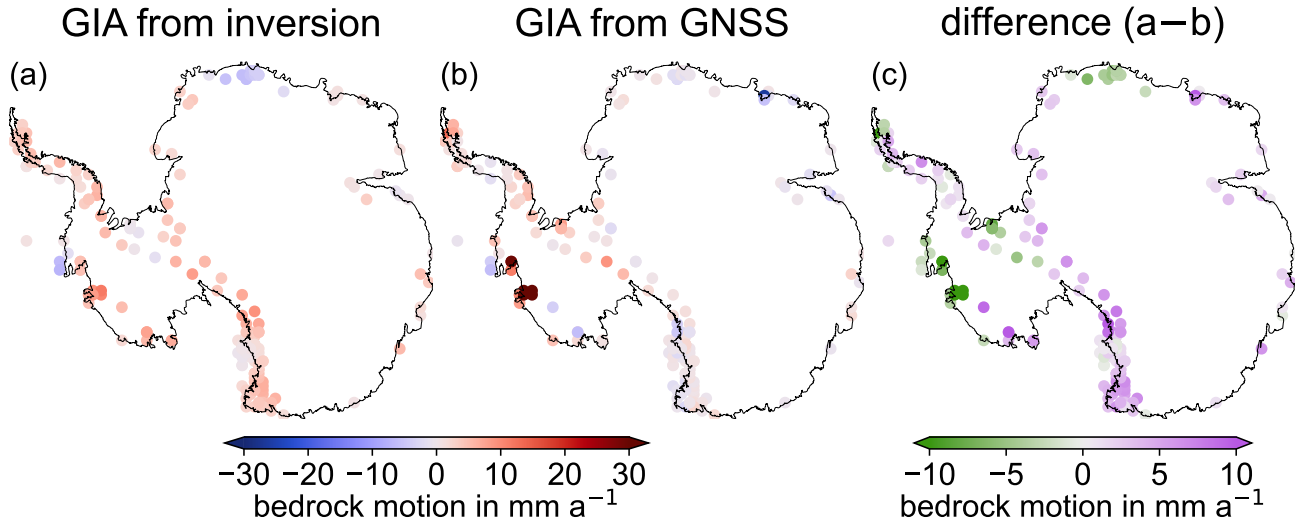 GIA from inversion
GIA from GNSS
difference (a−b)
(a)
(b)
(c)
−30 −20 −10 0 10 20 30
bedrock motion in mm a⁻¹
−10 −5 0 5 10
bedrock motion in mm a⁻¹